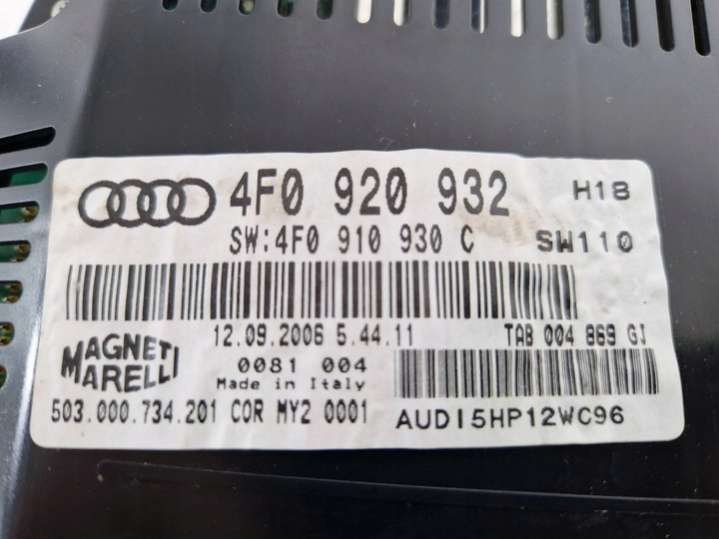 4F0 920 932 H18
SW:4F0 910 930 C SW110
12.09.2006 5.44.11 TAB 004 869 GJ
MAGNETI
MARELLI
0081 004
Made in Italy
503.000.734.201 COR MY2 0001 AUDI5HP12WC96